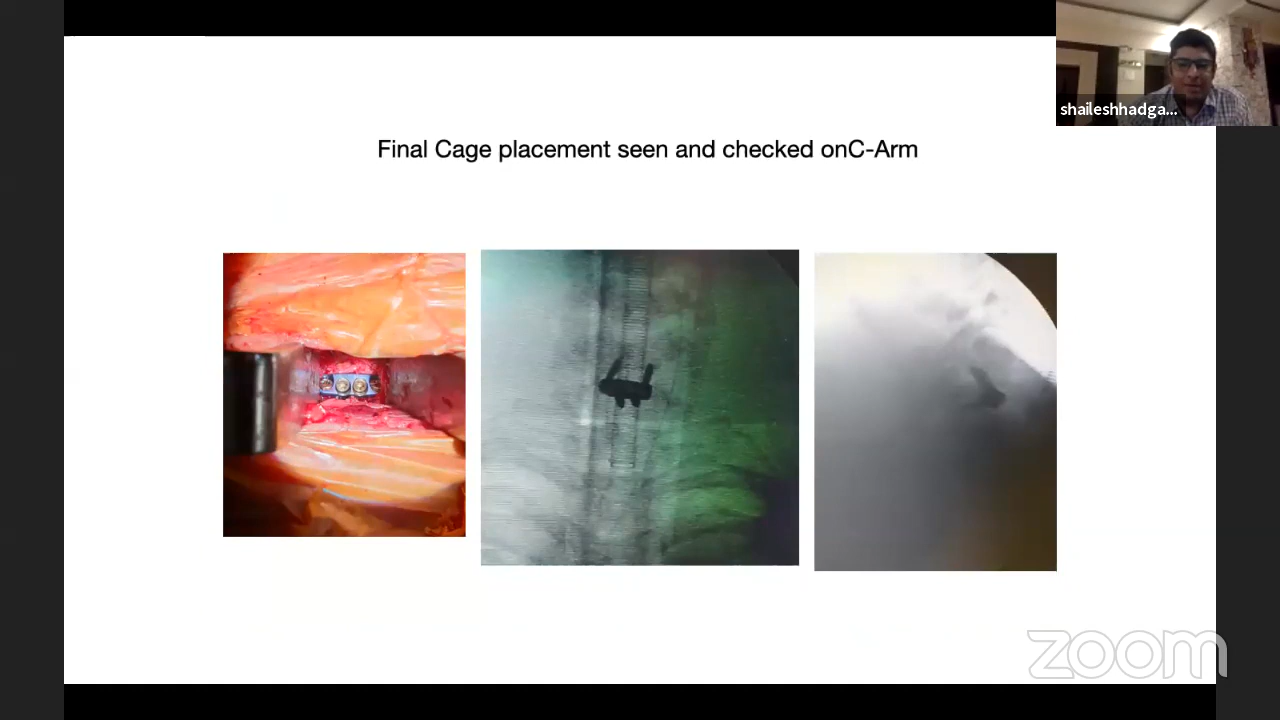 shaileshhadga...
Final Cage placement seen and checked onC-Arm
zoom